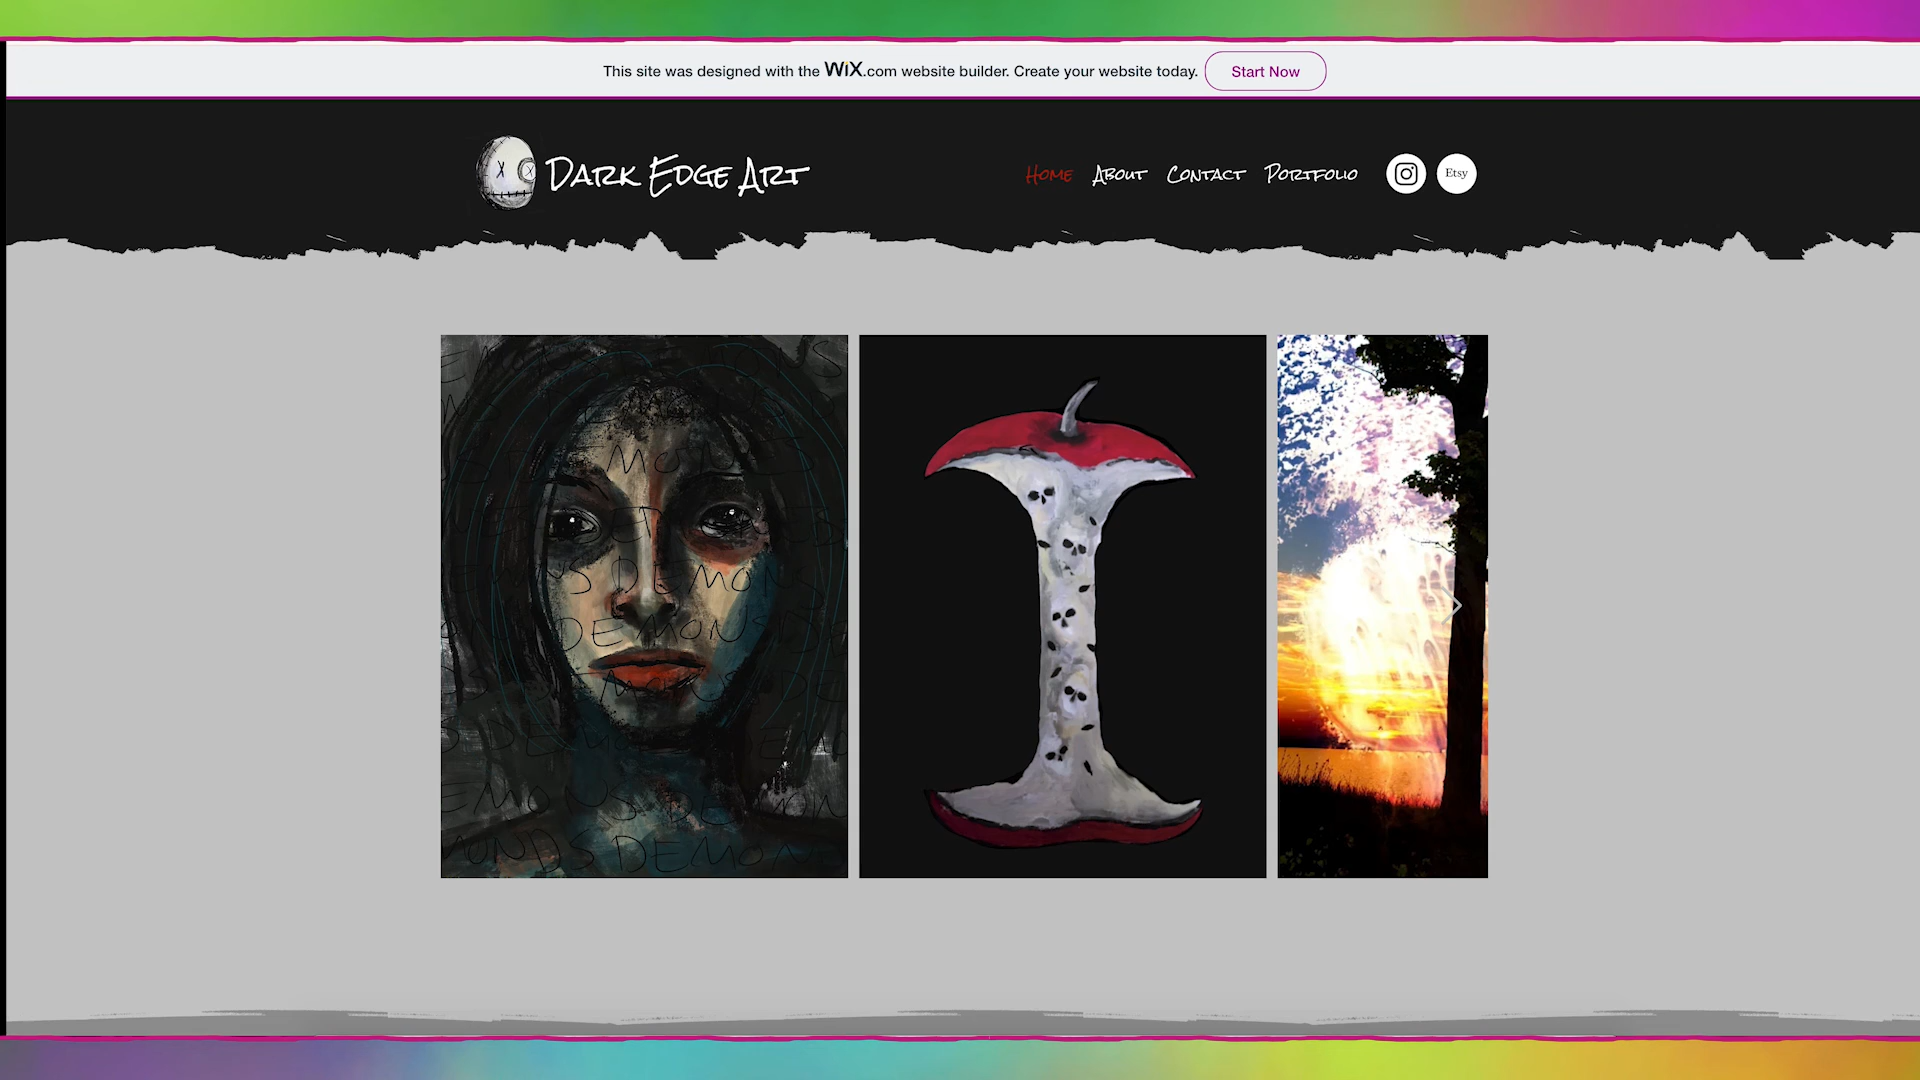 This site was designed with the WiX.com website builder. Create your website today. Start Now
Dark Edge Art
Home About Contact Portfolio Etsy
DEMONS
DEMONS